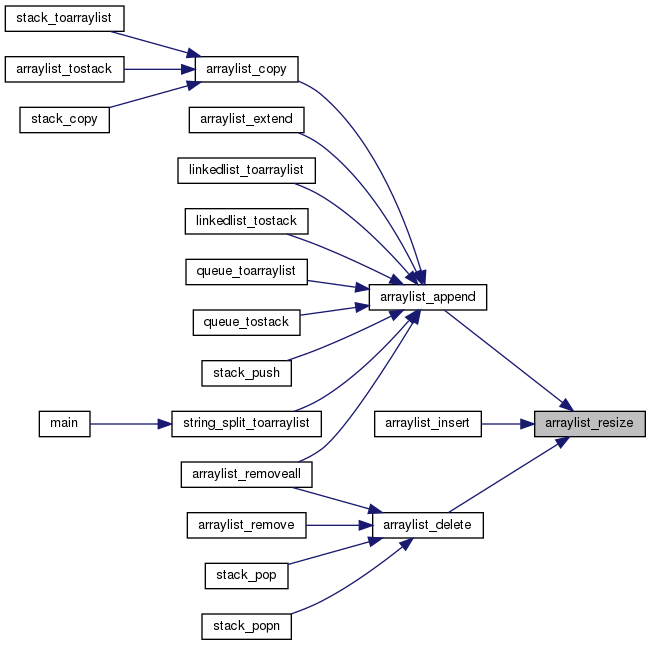 stack_toarraylist
arraylist_tostack
arraylist_copy
stack_copy
arraylist_extend
linkedlist_toarraylist
linkedlist_tostack
queue_toarraylist
arraylist_append
queue_tostack
stack_push
main
string_split_toarraylist
arraylist_insert
arraylist_resize
arraylist_removeall
arraylist_remove
arraylist_delete
stack_pop
stack_popn